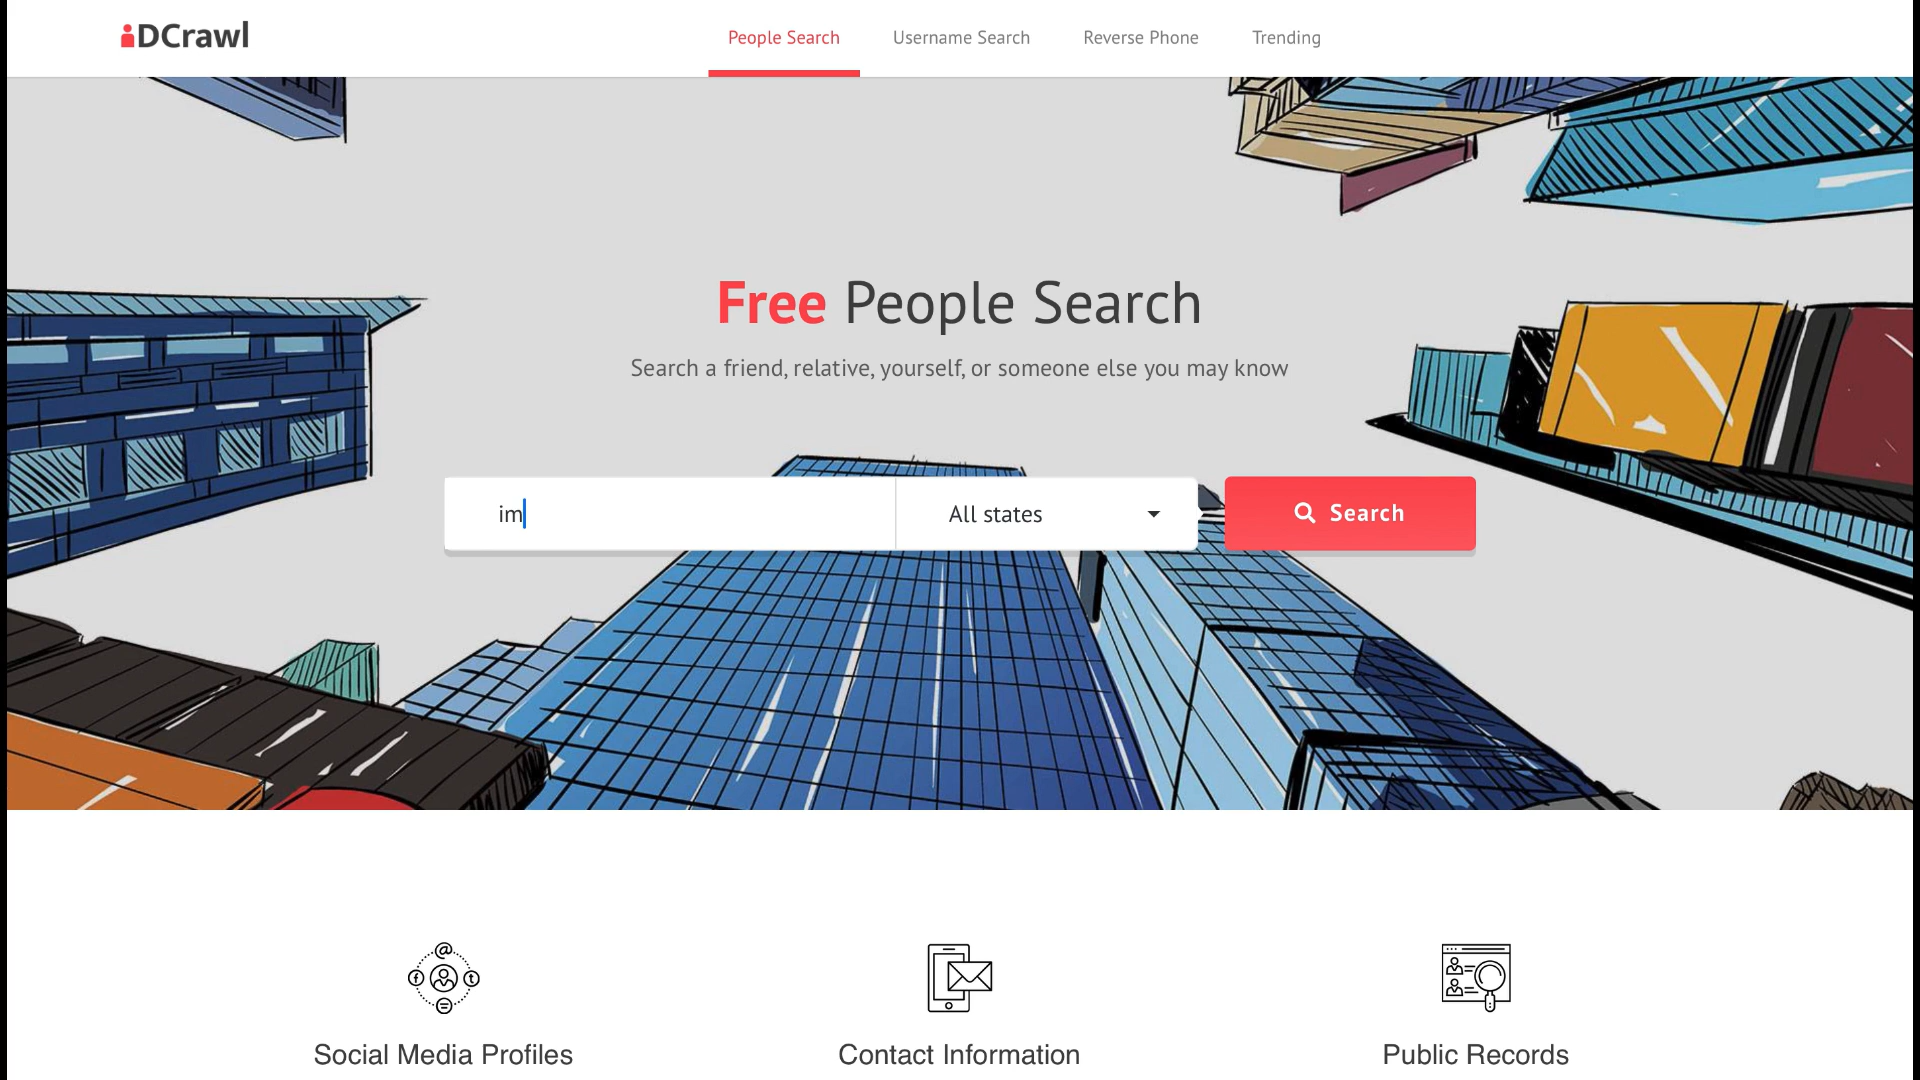 iDCrawl
People Search
Username Search
Reverse Phone
Trending
Free People Search
Search a friend, relative, yourself, or someone else you may know
im
All states
Search
Social Media Profiles
Contact Information
Public Records